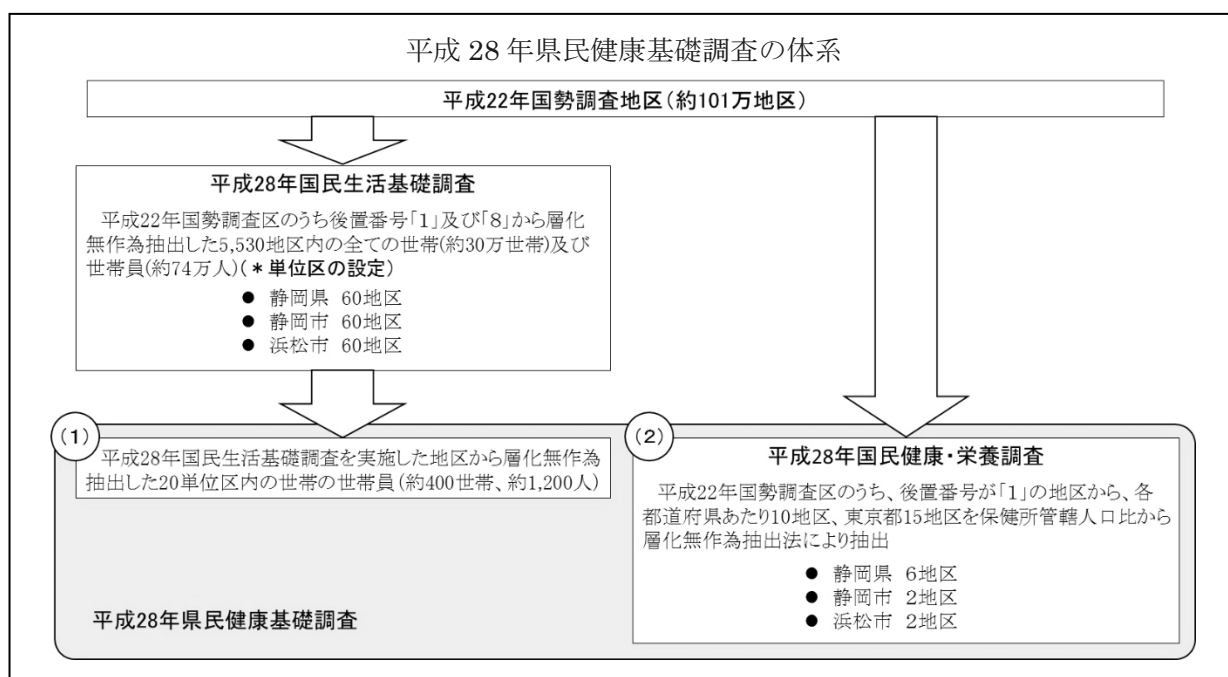 平成 28 年県民健康基礎調査の体系
平成22年国勢調査地区(約101万地区)
平成28年国民生活基礎調査
平成22年国勢調査区のうち後置番号「1」及び「8」から層化
無作為抽出した5,530地区内の全ての世帯(約30万世帯)及び
世帯員(約74万人)(*単位区の設定)
● 静岡県 60地区
● 静岡市 60地区
● 浜松市 60地区
(1)
平成28年国民生活基礎調査を実施した地区から層化無作為
抽出した20単位区内の世帯の世帯員(約400世帯、約1,200人)
平成28年県民健康基礎調査
(2)
平成28年国民健康・栄養調査
平成22年国勢調査区のうち、後置番号が「1」の地区から、各
都道府県あたり10地区、東京都15地区を保健所管轄人口比から
層化無作為抽出法により抽出
● 静岡県 6地区
● 静岡市 2地区
● 浜松市 2地区